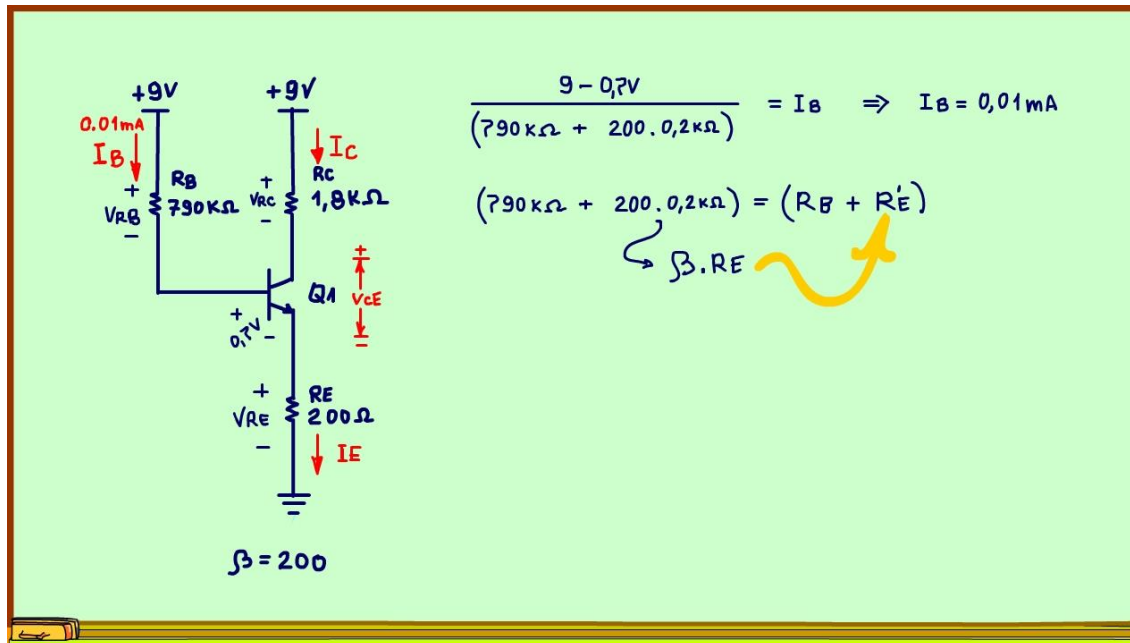 +9V
+9V
0.01mA
IB
IC
RB
790KΩ
+
VRB
−
RC
1,8KΩ
+
VRC
−
Q1
+
VCE
−
+
0,7V
−
+
VRE
−
RE
200Ω
IE
β = 200
9 − 0,7V
(790KΩ + 200 . 0,2KΩ)
= IB ⇒ IB = 0,01mA
(790KΩ + 200 . 0,2KΩ) = (RB + R'E)
β . RE